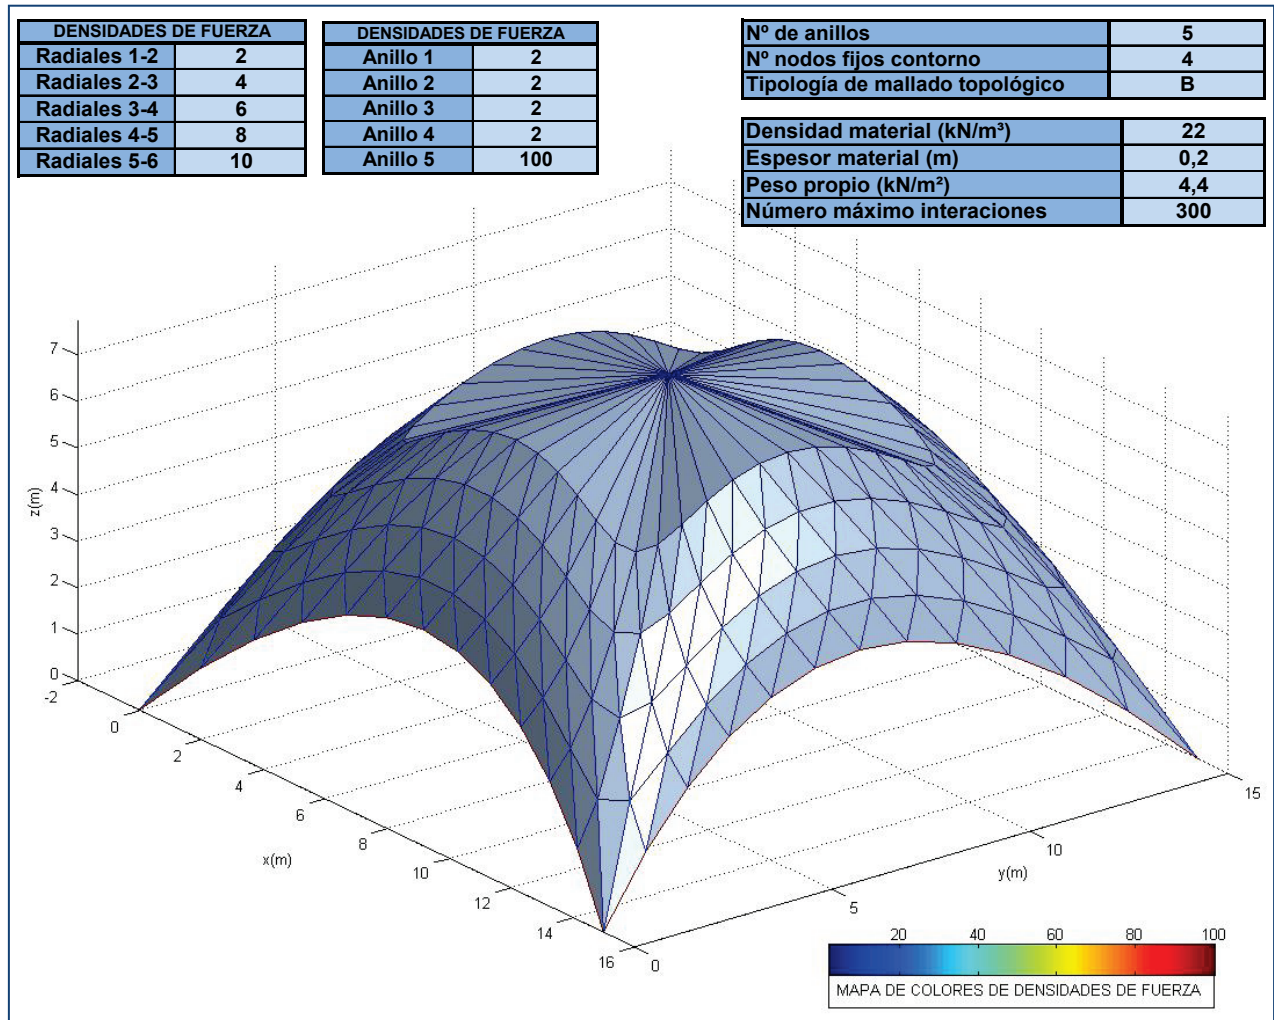 DENSIDADES DE FUERZA
Radiales 1-2 2
Radiales 2-3 4
Radiales 3-4 6
Radiales 4-5 8
Radiales 5-6 10
DENSIDADES DE FUERZA
Anillo 1 2
Anillo 2 2
Anillo 3 2
Anillo 4 2
Anillo 5 100
Nº de anillos 5
Nº nodos fijos contorno 4
Tipología de mallado topológico B
Densidad material (kN/m³) 22
Espesor material (m) 0,2
Peso propio (kN/m²) 4,4
Número máximo interaciones 300
7
6
5
4
3
2
1
0
z(m)
-2
0
2
4
6
8
10
12
14
16
x(m)
0
5
10
15
y(m)
20 40 60 80 100
MAPA DE COLORES DE DENSIDADES DE FUERZA